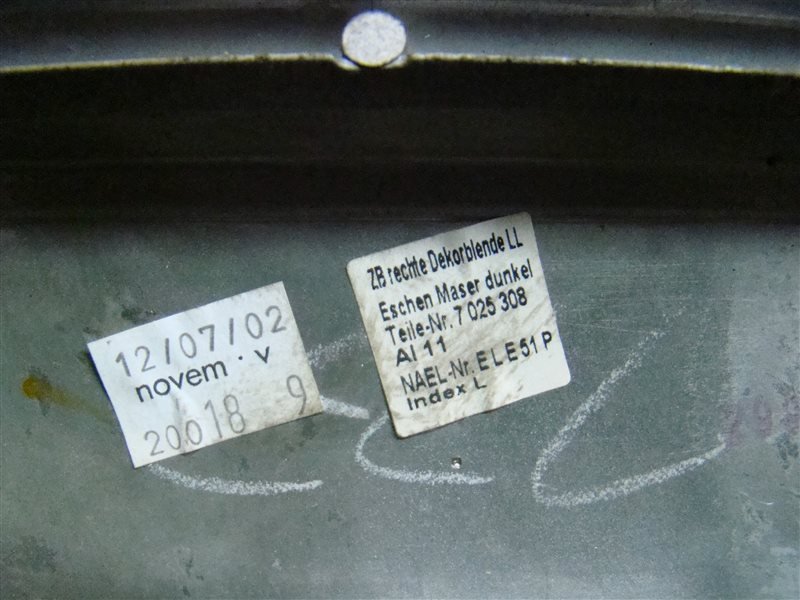 12/07/02
novem · v
20018 9
ZB rechte Dekorblende LL
Eschen Maser dunkel
Teile-Nr. 7 025 308
AI 11
NAEL-Nr. E L E 51 P
Index L